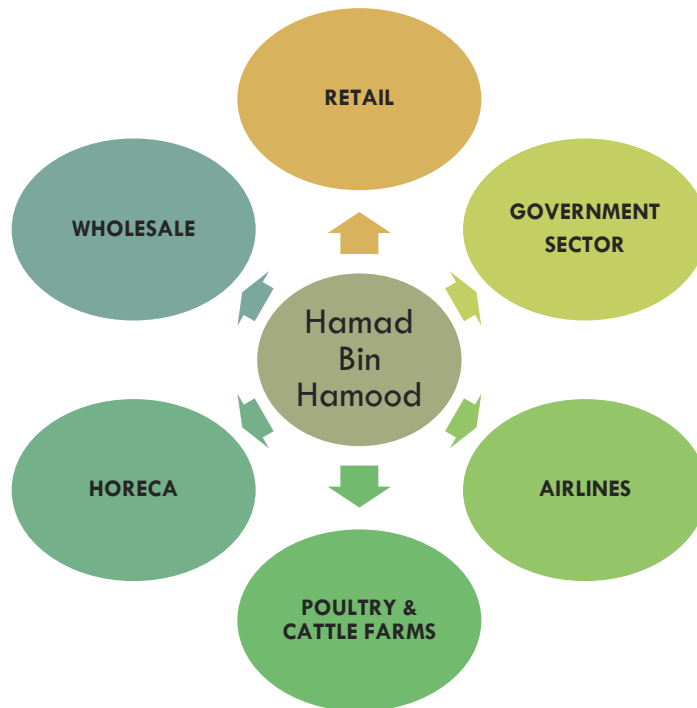 RETAIL
GOVERNMENT
SECTOR
WHOLESALE
Hamad
Bin
Hamood
HORECA
AIRLINES
POULTRY &
CATTLE FARMS